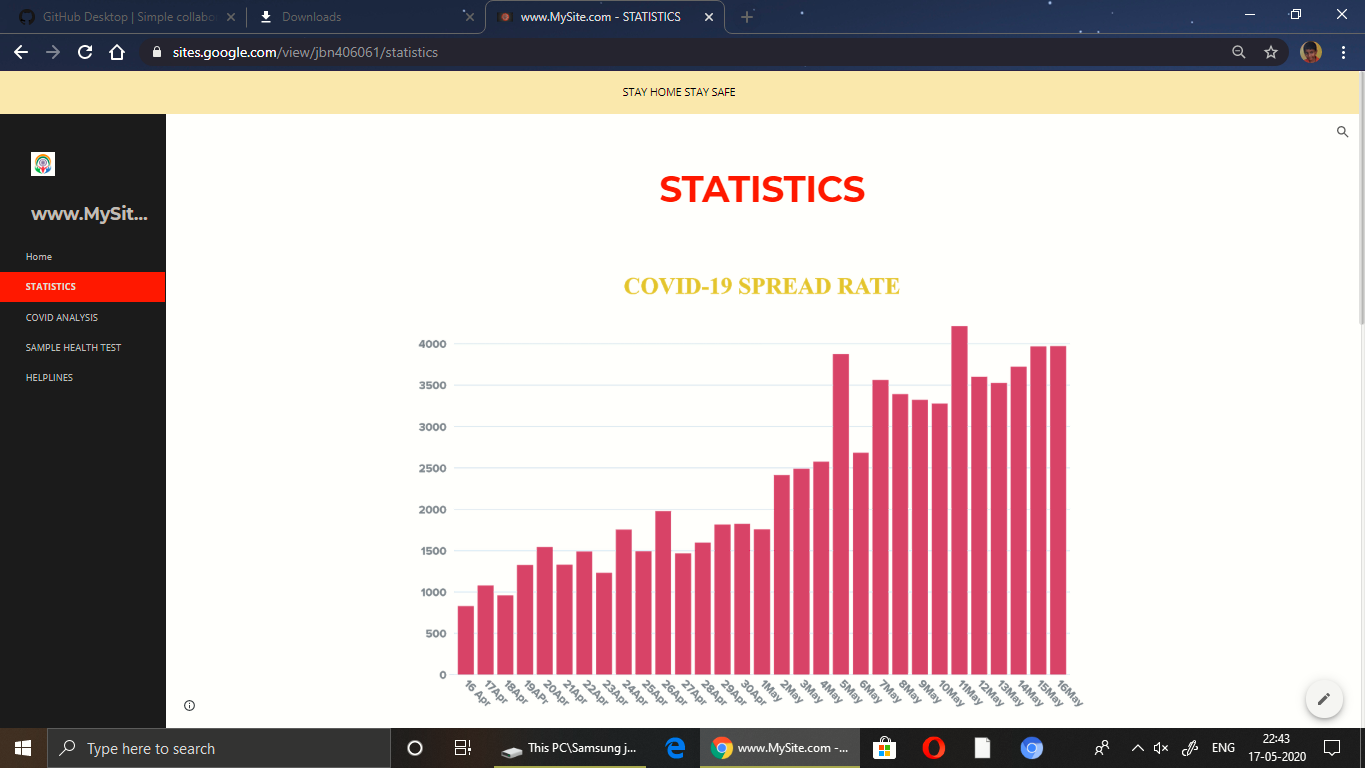 GitHub Desktop | Simple collabo
Downloads
www.MySite.com - STATISTICS
sites.google.com/view/jbn406061/statistics
STAY HOME STAY SAFE
www.MySit...
Home
STATISTICS
COVID ANALYSIS
SAMPLE HEALTH TEST
HELPLINES
STATISTICS
COVID-19 SPREAD RATE
4000
3500
3000
2500
2000
1500
1000
500
0
16 Apr 17Apr 18Apr 19APr 20Apr 21Apr 22Apr 23Apr 24Apr 25Apr 26Apr 27Apr 28Apr 29Apr 30Apr 1May 2May 3May 4May 5May 6May 7May 8May 9May 10May 11May 12May 13May 14May 15May 16May
Type here to search
This PC\Samsung j...
www.MySite.com -...
ENG
22:43
17-05-2020